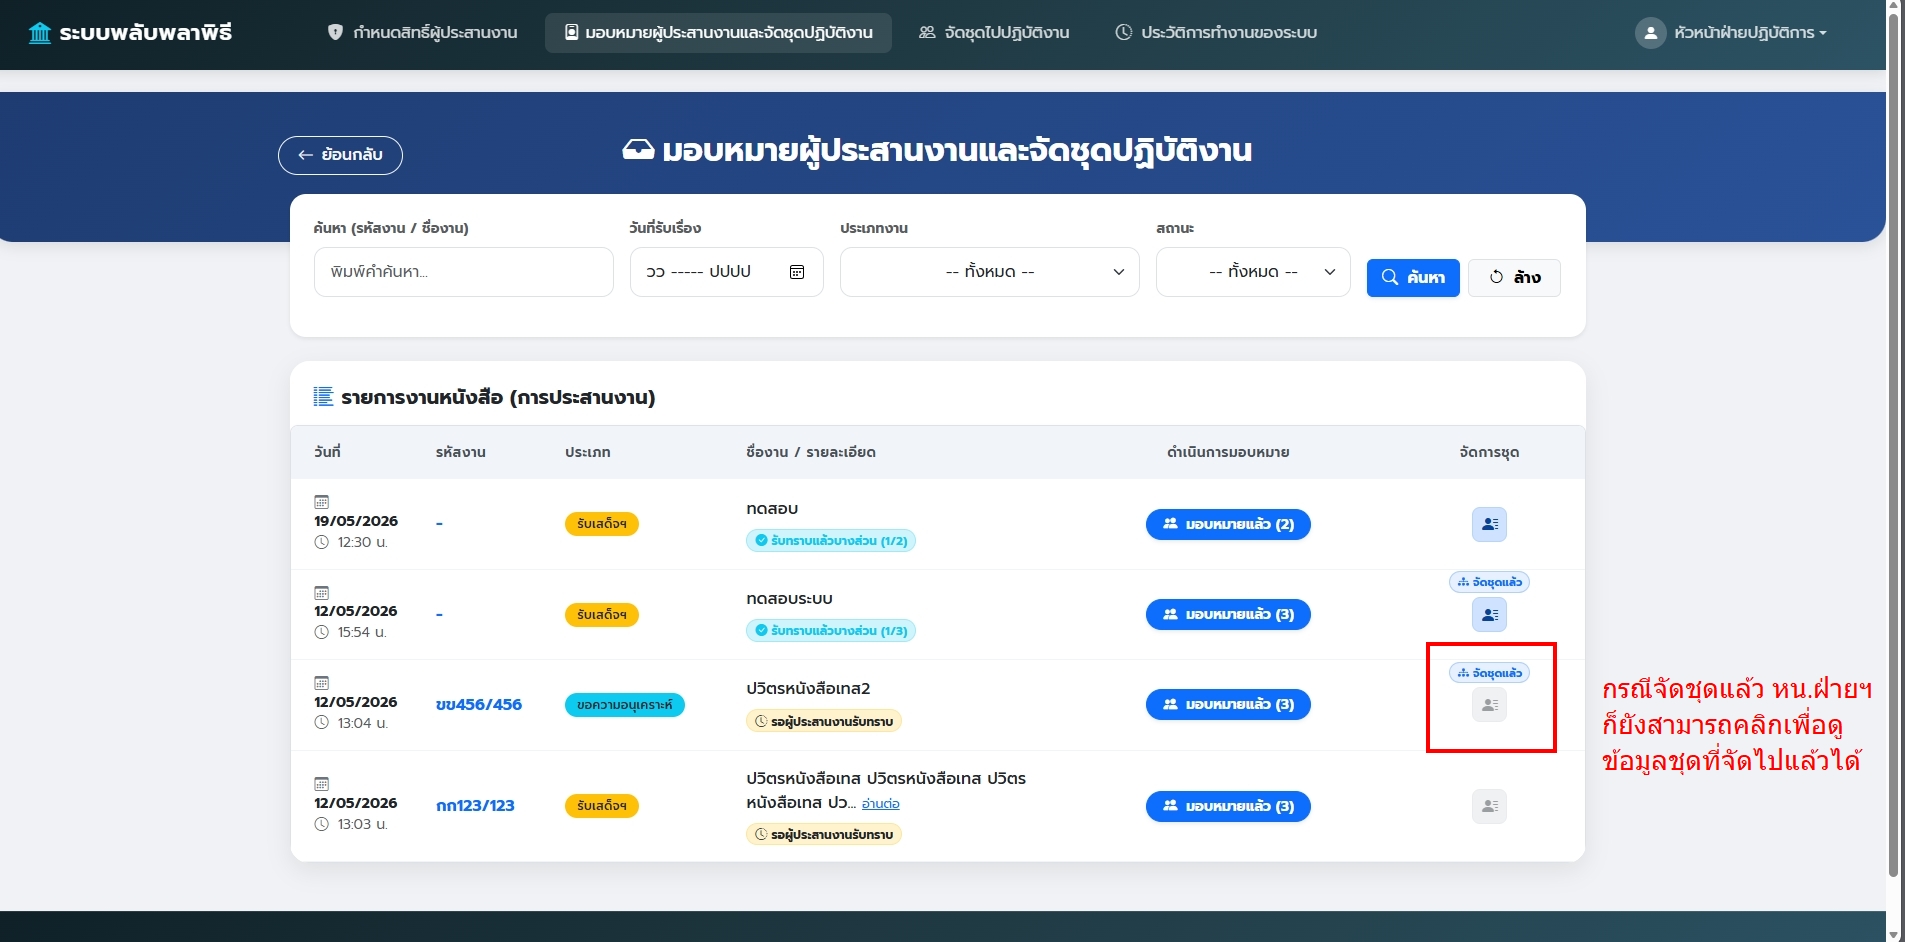 ระบบพลับพลาพิธี
กำหนดสิทธิ์ผู้ประสานงาน
มอบหมายผู้ประสานงานและจัดชุดปฏิบัติงาน
จัดชุดไปปฏิบัติงาน
ประวัติการทำงานของระบบ
หัวหน้าฝ่ายปฏิบัติการ
ย้อนกลับ
มอบหมายผู้ประสานงานและจัดชุดปฏิบัติงาน
ค้นหา (รหัสงาน / ชื่องาน)
วันที่รับเรื่อง
ประเภทงาน
สถานะ
พิมพ์คำค้นหา...
วว ----- ปปปป
-- ทั้งหมด --
-- ทั้งหมด --
ค้นหา
ล้าง
รายการงานหนังสือ (การประสานงาน)
วันที่ รหัสงาน ประเภท ชื่องาน / รายละเอียด ดำเนินการมอบหมาย จัดการชุด
19/05/2026
12:30 น.
-
รับเสด็จฯ
ทดสอบ
รับทราบแล้วบางส่วน (1/2)
มอบหมายแล้ว (2)
12/05/2026
15:54 น.
-
รับเสด็จฯ
ทดสอบระบบ
รับทราบแล้วบางส่วน (1/3)
มอบหมายแล้ว (3)
จัดชุดแล้ว
12/05/2026
13:04 น.
ขข456/456
ขอความอนุเคราะห์
ปวิตรหนังสือเทส2
รอผู้ประสานงานรับทราบ
มอบหมายแล้ว (3)
จัดชุดแล้ว
12/05/2026
13:03 น.
กก123/123
รับเสด็จฯ
ปวิตรหนังสือเทส ปวิตรหนังสือเทส ปวิตร
หนังสือเทส ปว... อ่านต่อ
รอผู้ประสานงานรับทราบ
มอบหมายแล้ว (3)
กรณีจัดชุดแล้ว หน.ฝ่ายฯ
ก็ยังสามารถคลิกเพื่อดู
ข้อมูลชุดที่จัดไปแล้วได้